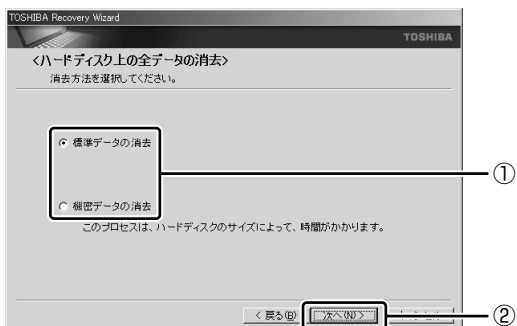 TOSHIBA Recovery Wizard
TOSHIBA
<ハードディスク上の全データの消去>
消去方法を選択してください。
標準データの消去
①
機密データの消去
このプロセスは、ハードディスクのサイズによって、時間がかかります。
< 戻る(B) 次へ(N) >
②